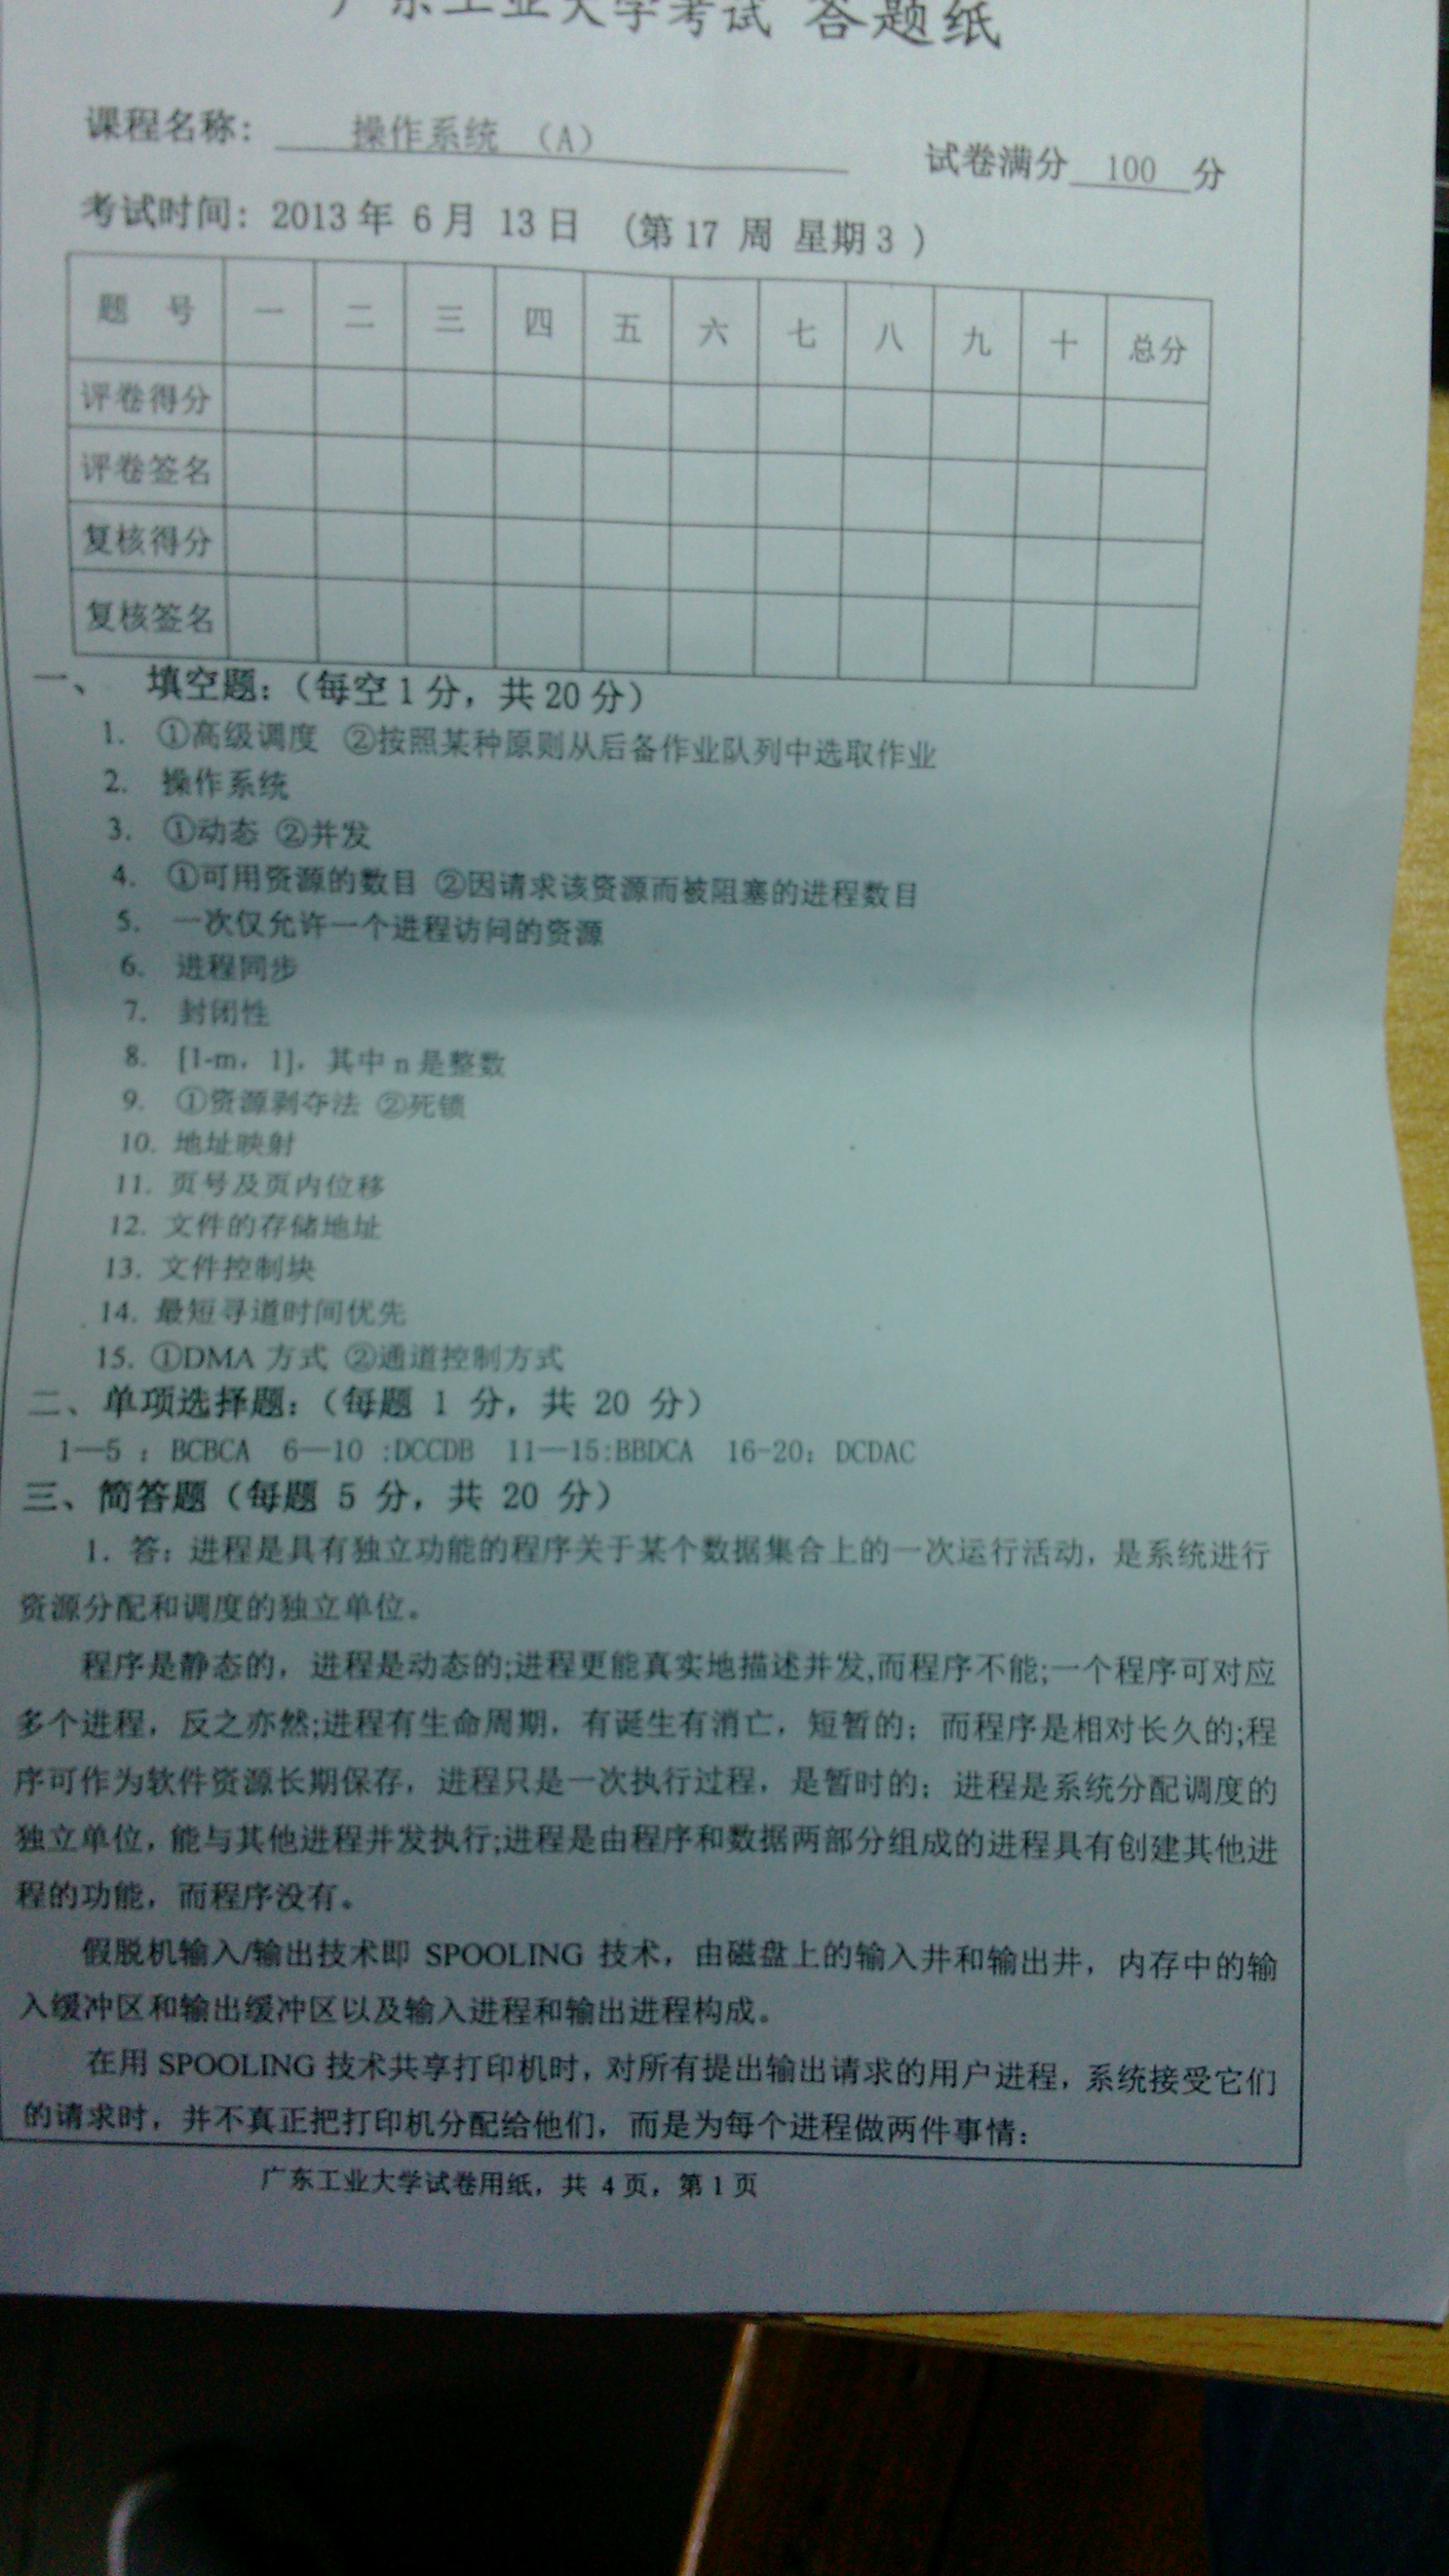 广东工业大学考试 答题纸
课程名称： 操作系统 （A） 试卷满分 100 分
考试时间：2013年 6月 13日 (第17 周 星期3 )
题 号 一 二 三 四 五 六 七 八 九 十 总分
评卷得分
评卷签名
复核得分
复核签名
一、 填空题：（每空1分，共20分）
1. ①高级调度 ②按照某种原则从后备作业队列中选取作业
2. 操作系统
3. ①动态 ②并发
4. ①可用资源的数目 ②因请求该资源而被阻塞的进程数目
5. 一次仅允许一个进程访问的资源
6. 进程同步
7. 封闭性
8. [1-m，1]，其中n是整数
9. ①资源剥夺法 ②死锁
10. 地址映射
11. 页号及页内位移
12. 文件的存储地址
13. 文件控制块
14. 最短寻道时间优先
15. ①DMA 方式 ②通道控制方式
二、单项选择题：（每题 1 分，共 20 分）
1—5 ：BCBCA 6—10 :DCCDB 11—15:BBDCA 16-20：DCDAC
三、简答题（每题 5 分，共 20 分）
1. 答：进程是具有独立功能的程序关于某个数据集合上的一次运行活动，是系统进行
资源分配和调度的独立单位。
程序是静态的，进程是动态的;进程更能真实地描述并发,而程序不能;一个程序可对应
多个进程，反之亦然;进程有生命周期，有诞生有消亡，短暂的；而程序是相对长久的;程
序可作为软件资源长期保存，进程只是一次执行过程，是暂时的；进程是系统分配调度的
独立单位，能与其他进程并发执行;进程是由程序和数据两部分组成的进程具有创建其他进
程的功能，而程序没有。
假脱机输入/输出技术即 SPOOLING 技术，由磁盘上的输入井和输出井，内存中的输
入缓冲区和输出缓冲区以及输入进程和输出进程构成。
在用 SPOOLING 技术共享打印机时，对所有提出输出请求的用户进程，系统接受它们
的请求时，并不真正把打印机分配给他们，而是为每个进程做两件事情：
广东工业大学试卷用纸，共 4 页，第 1 页